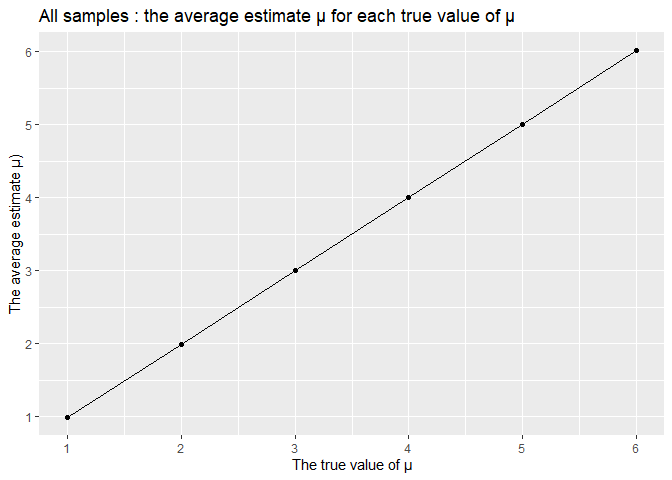 All samples : the average estimate µ for each true value of µ
The average estimate µ)
6
5
4
3
2
1
1 2 3 4 5 6
The true value of µ